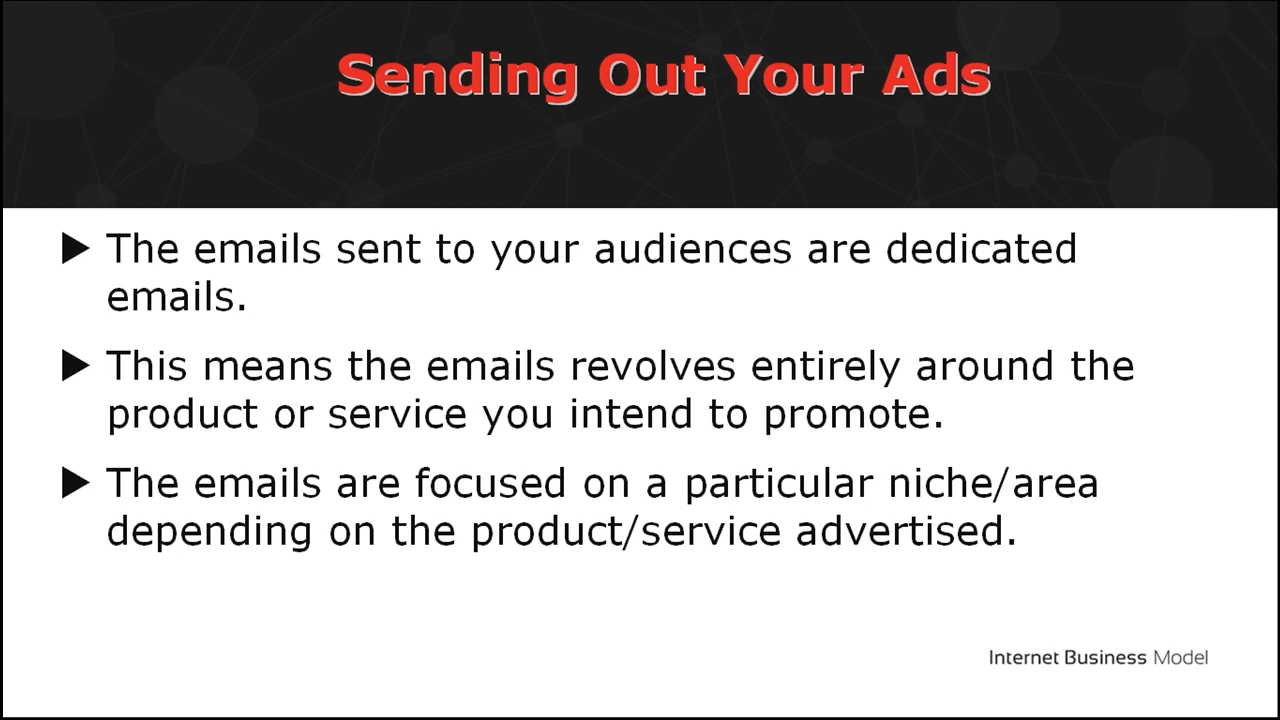 Sending Out Your Ads
▶ The emails sent to your audiences are dedicated
emails.
▶ This means the emails revolves entirely around the
product or service you intend to promote.
▶ The emails are focused on a particular niche/area
depending on the product/service advertised.
Internet Business Model